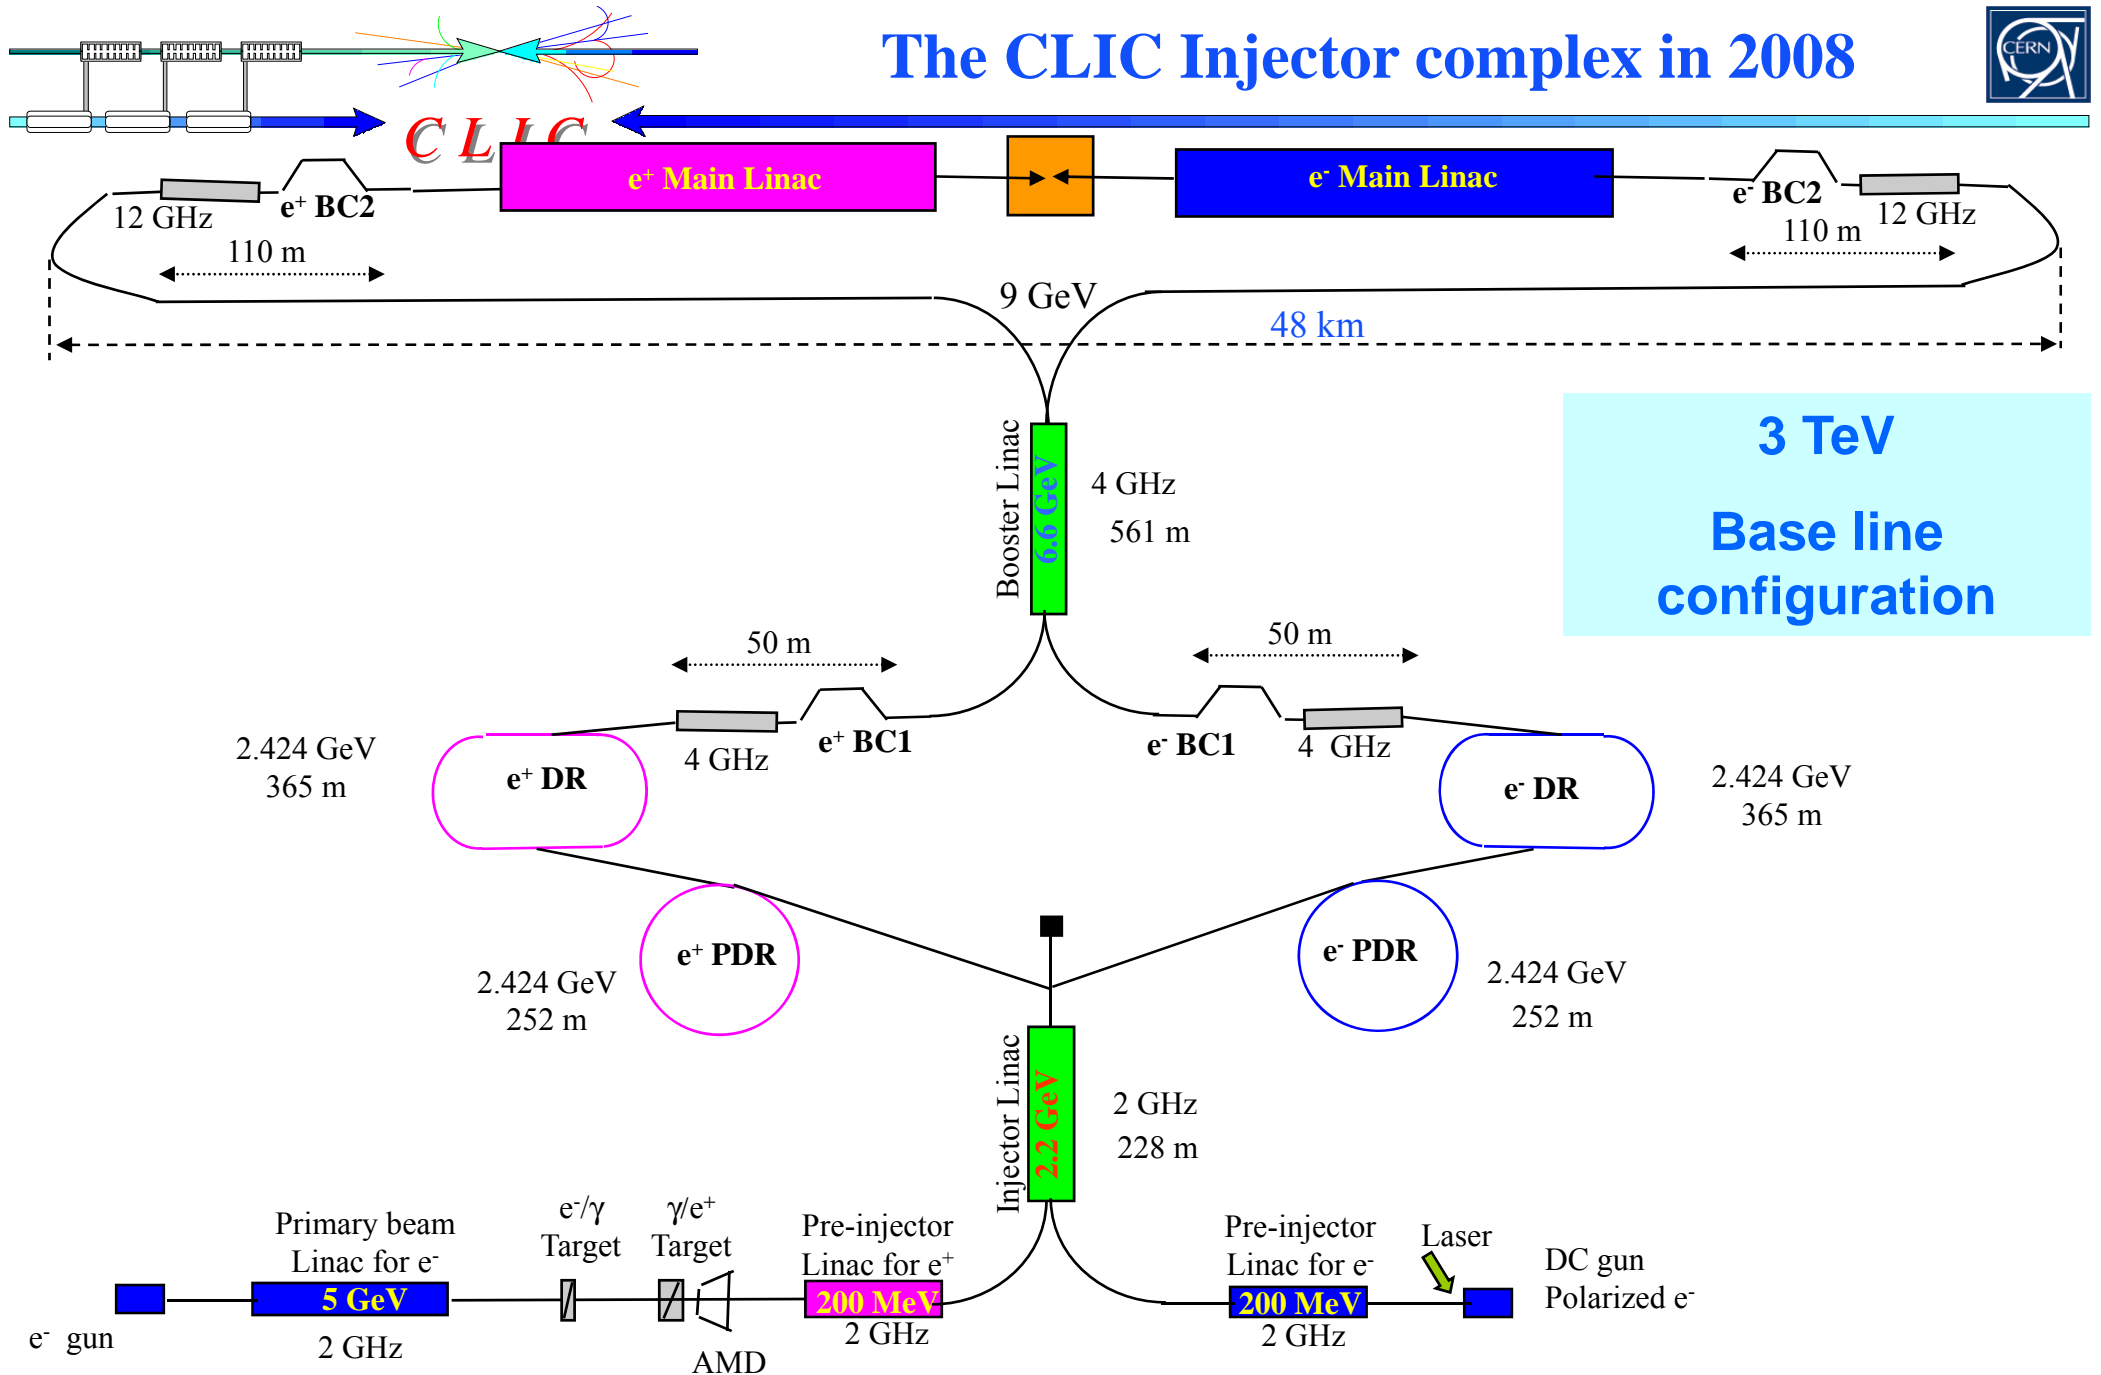 The CLIC Injector complex in 2008
CERN
C L I C
e⁺ Main Linac
e⁻ Main Linac
12 GHz
e⁺ BC2
e⁻ BC2
12 GHz
110 m
110 m
9 GeV
48 km
3 TeV
Base line
configuration
Booster Linac
6.6 GeV
4 GHz
561 m
50 m
50 m
2.424 GeV
365 m
e⁺ DR
4 GHz
e⁺ BC1
e⁻ BC1
4 GHz
e⁻ DR
2.424 GeV
365 m
e⁺ PDR
2.424 GeV
252 m
e⁻ PDR
2.424 GeV
252 m
Injector Linac
2.2 GeV
2 GHz
228 m
Primary beam
Linac for e⁻
5 GeV
2 GHz
e⁻ gun
e⁻/γ
Target
γ/e⁺
Target
AMD
Pre-injector
Linac for e⁺
200 MeV
2 GHz
Pre-injector
Linac for e⁻
200 MeV
2 GHz
Laser
DC gun
Polarized e⁻